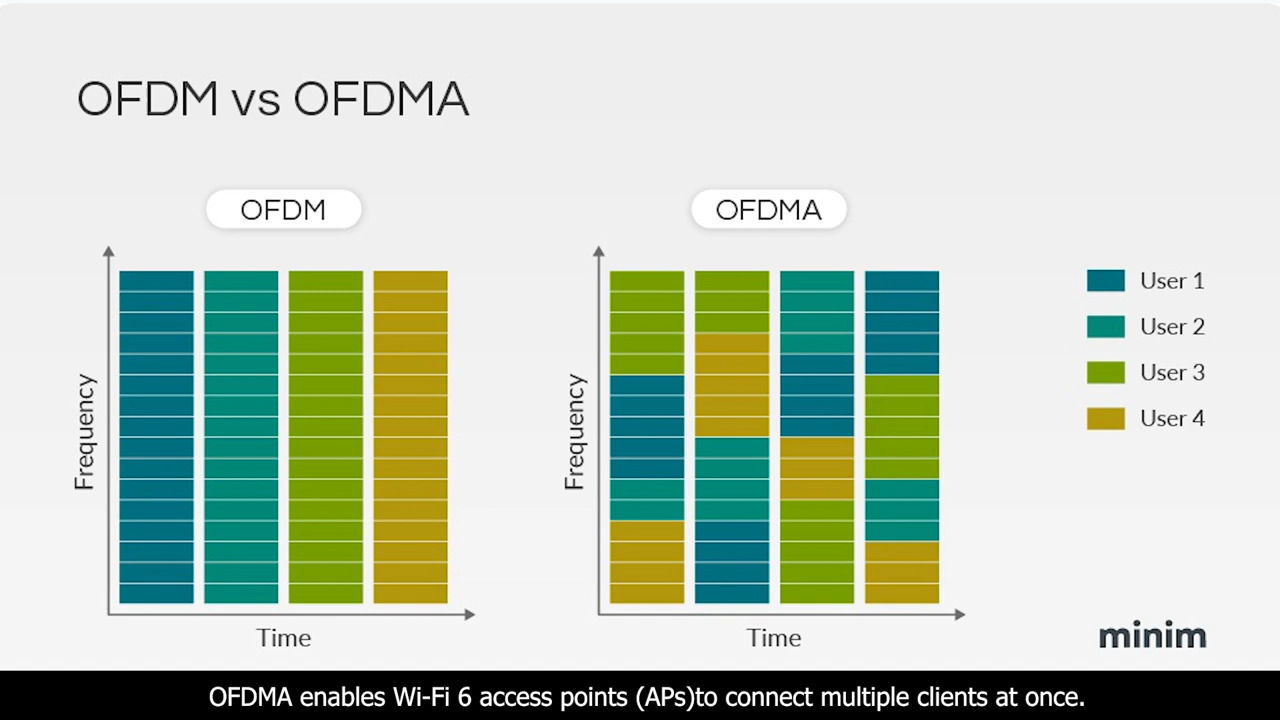 OFDM vs OFDMA
OFDM
OFDMA
Frequency
Time
Frequency
Time
User 1
User 2
User 3
User 4
minim
OFDMA enables Wi-Fi 6 access points (APs)to connect multiple clients at once.